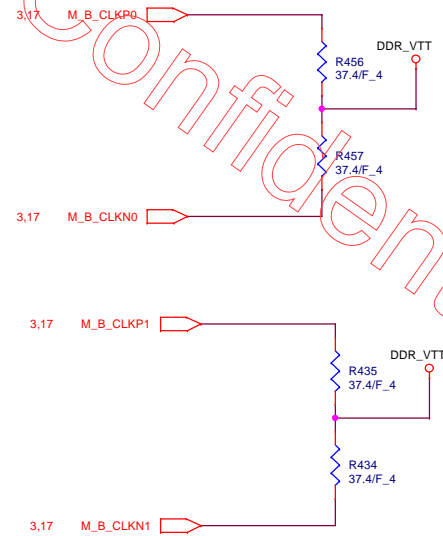 3,17 M_B_CLKP0
DDR_VTT
R456
37.4/F_4
R457
37.4/F_4
3,17 M_B_CLKN0
Confident
3,17 M_B_CLKP1
DDR_VTT
R435
37.4/F_4
R434
37.4/F_4
3,17 M_B_CLKN1